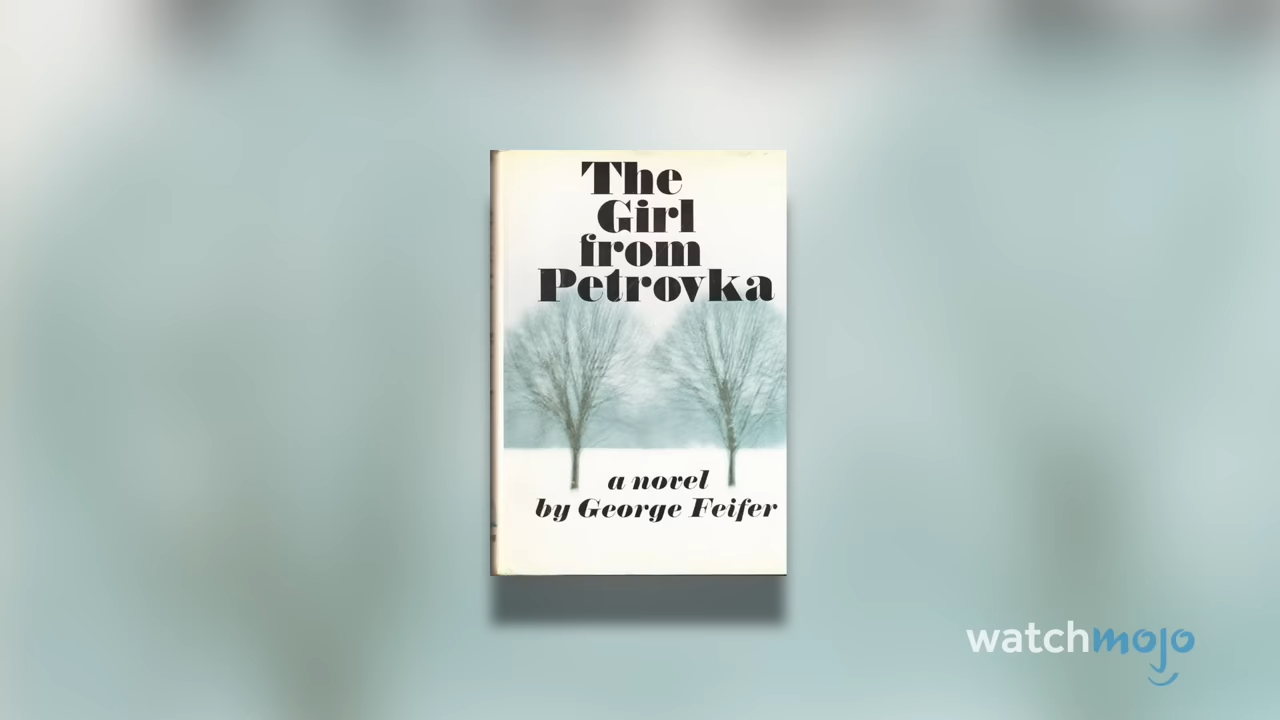 The
Girl
from
Petrovka
a novel
by George Feifer
watchmojo